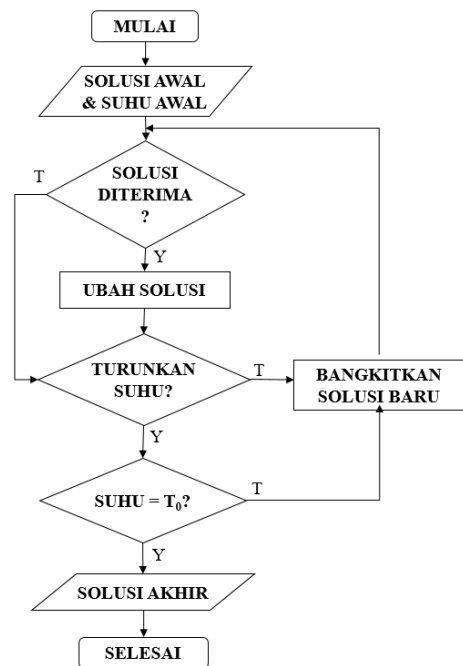 MULAI
SOLUSI AWAL
& SUHU AWAL
T
SOLUSI
DITERIMA
?
Y
UBAH SOLUSI
TURUNKAN
SUHU?
T
BANGKITKAN
SOLUSI BARU
Y
SUHU = T₀?
T
Y
SOLUSI AKHIR
SELESAI